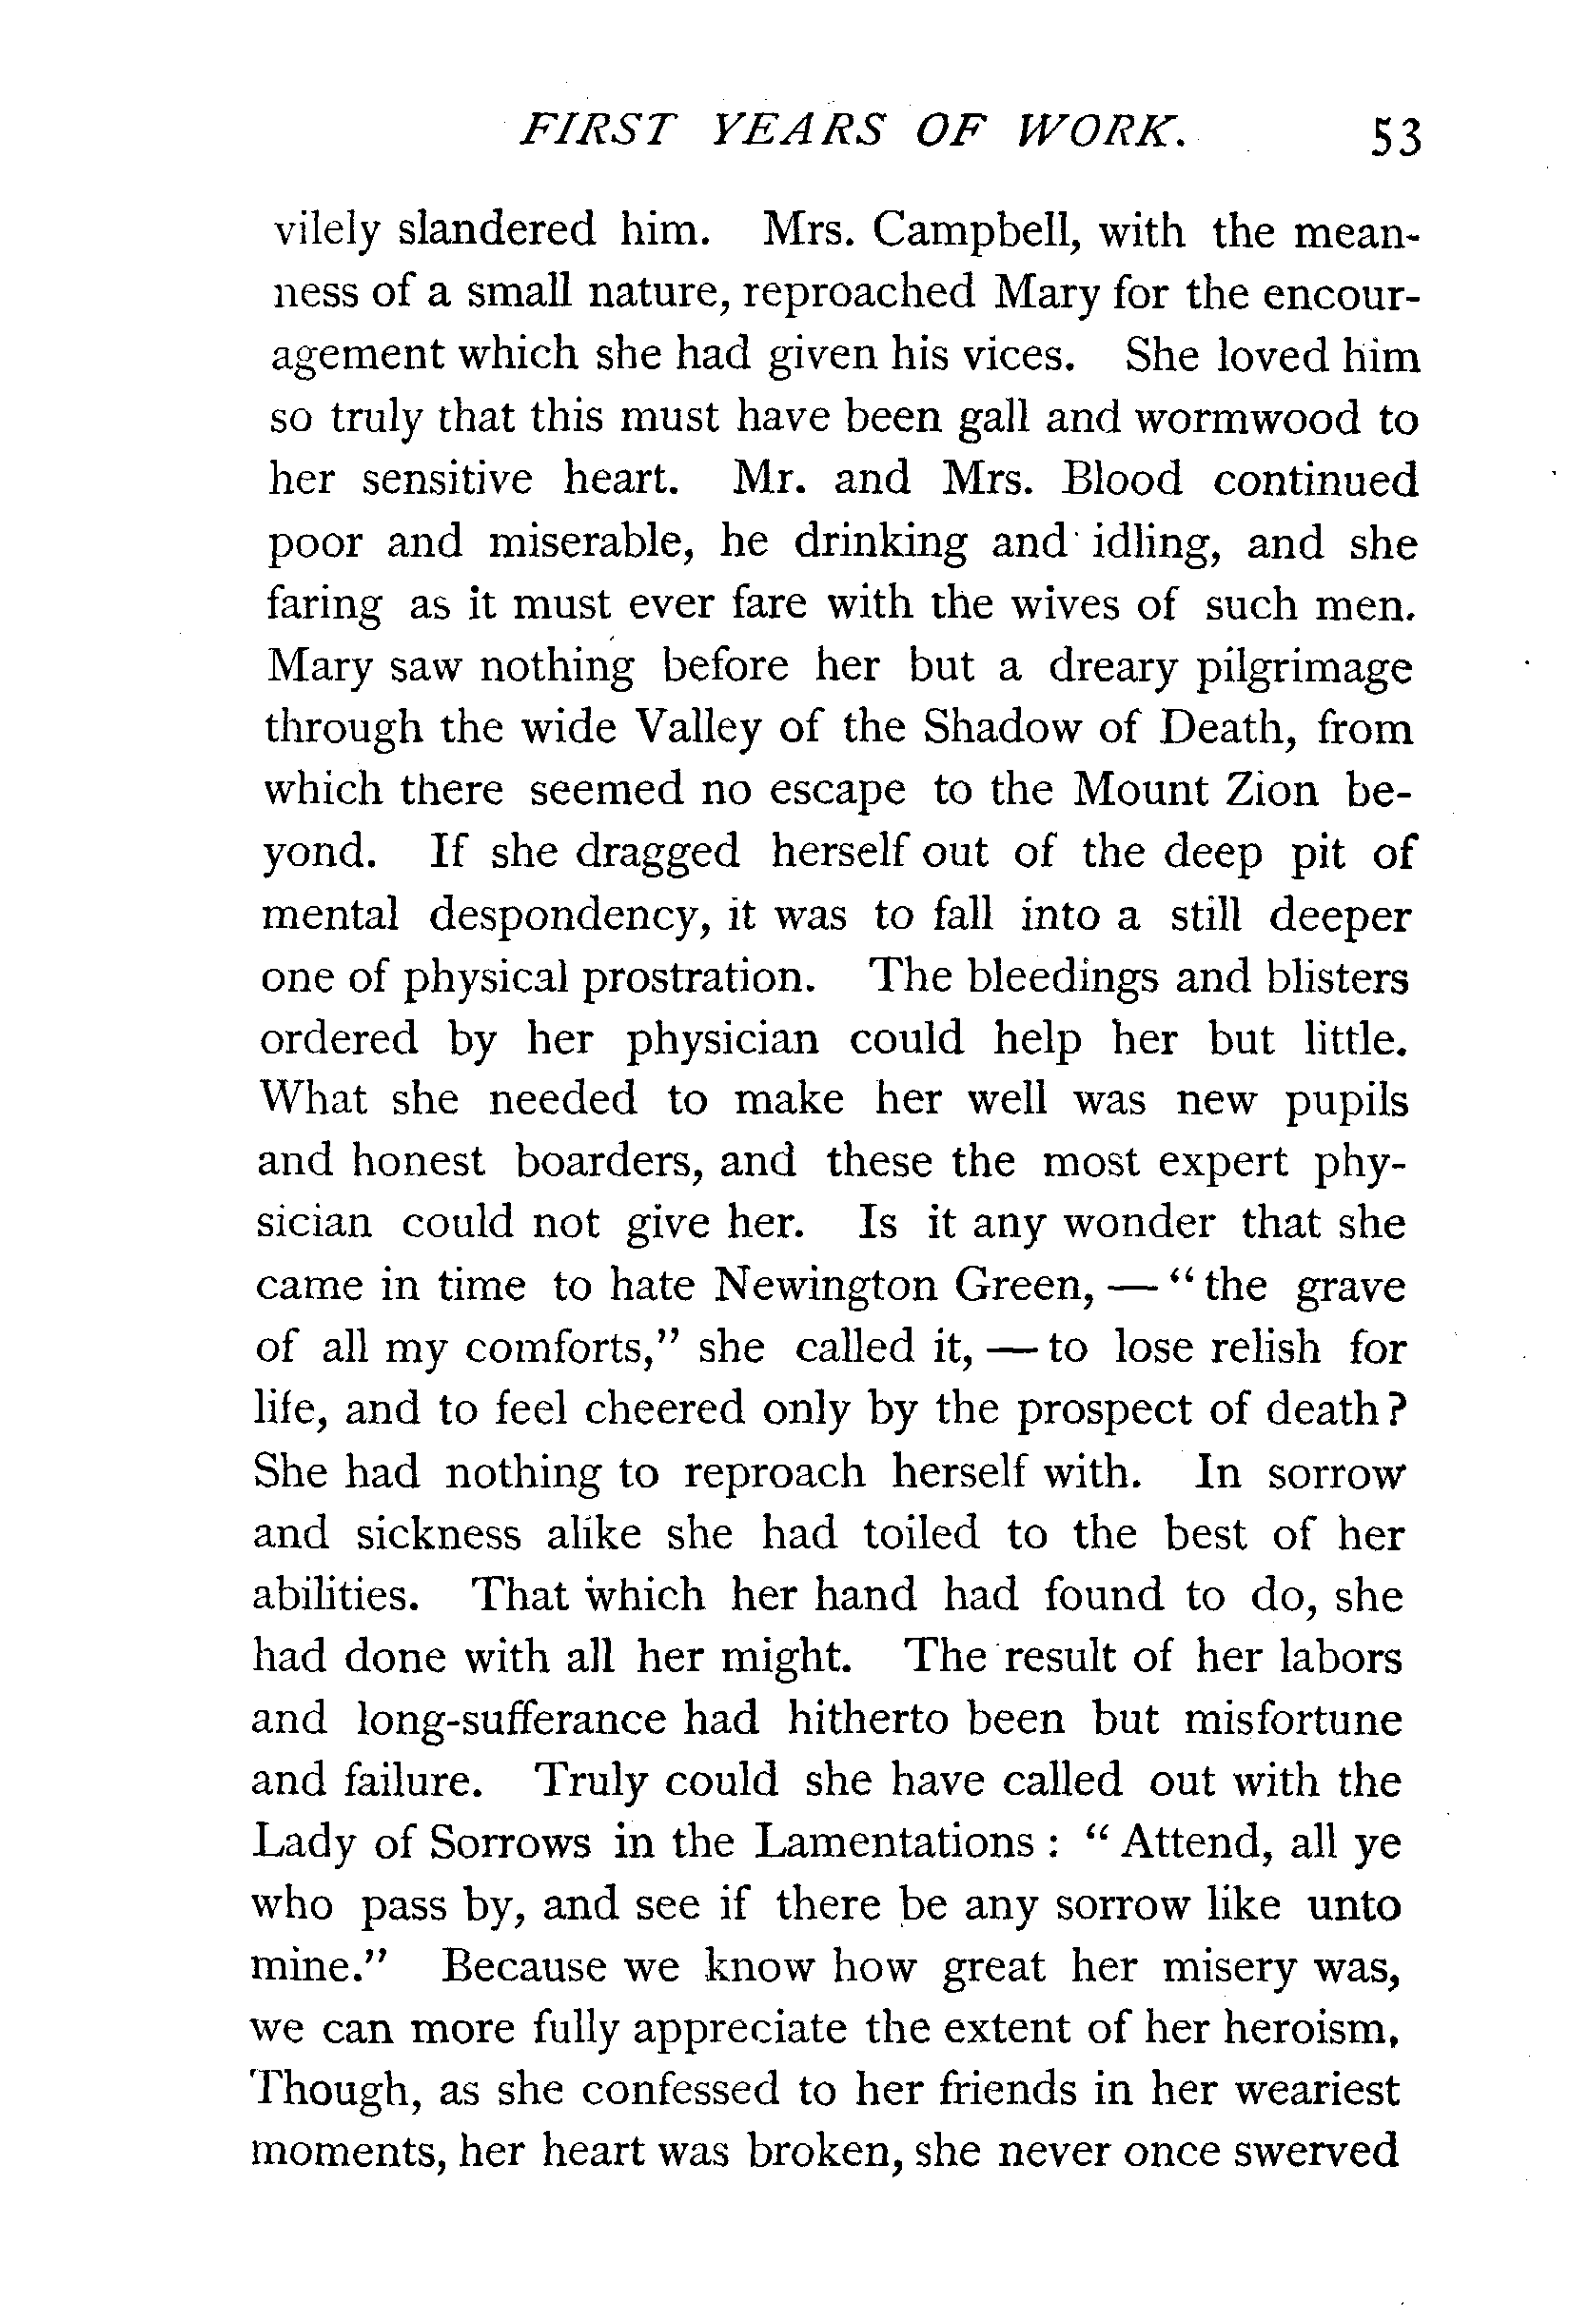 FIRST YEARS OF WORK. 53
vilely slandered him. Mrs. Campbell, with the mean-
ness of a small nature, reproached Mary for the encour-
agement which she had given his vices. She loved him
so truly that this must have been gall and wormwood to
her sensitive heart. Mr. and Mrs. Blood continued
poor and miserable, he drinking and idling, and she
faring as it must ever fare with the wives of such men.
Mary saw nothing before her but a dreary pilgrimage
through the wide Valley of the Shadow of Death, from
which there seemed no escape to the Mount Zion be-
yond. If she dragged herself out of the deep pit of
mental despondency, it was to fall into a still deeper
one of physical prostration. The bleedings and blisters
ordered by her physician could help her but little.
What she needed to make her well was new pupils
and honest boarders, and these the most expert phy-
sician could not give her. Is it any wonder that she
came in time to hate Newington Green, — “the grave
of all my comforts,” she called it, — to lose relish for
life, and to feel cheered only by the prospect of death?
She had nothing to reproach herself with. In sorrow
and sickness alike she had toiled to the best of her
abilities. That which her hand had found to do, she
had done with all her might. The result of her labors
and long-sufferance had hitherto been but misfortune
and failure. Truly could she have called out with the
Lady of Sorrows in the Lamentations: “Attend, all ye
who pass by, and see if there be any sorrow like unto
mine.” Because we know how great her misery was,
we can more fully appreciate the extent of her heroism,
Though, as she confessed to her friends in her weariest
moments, her heart was broken, she never once swerved